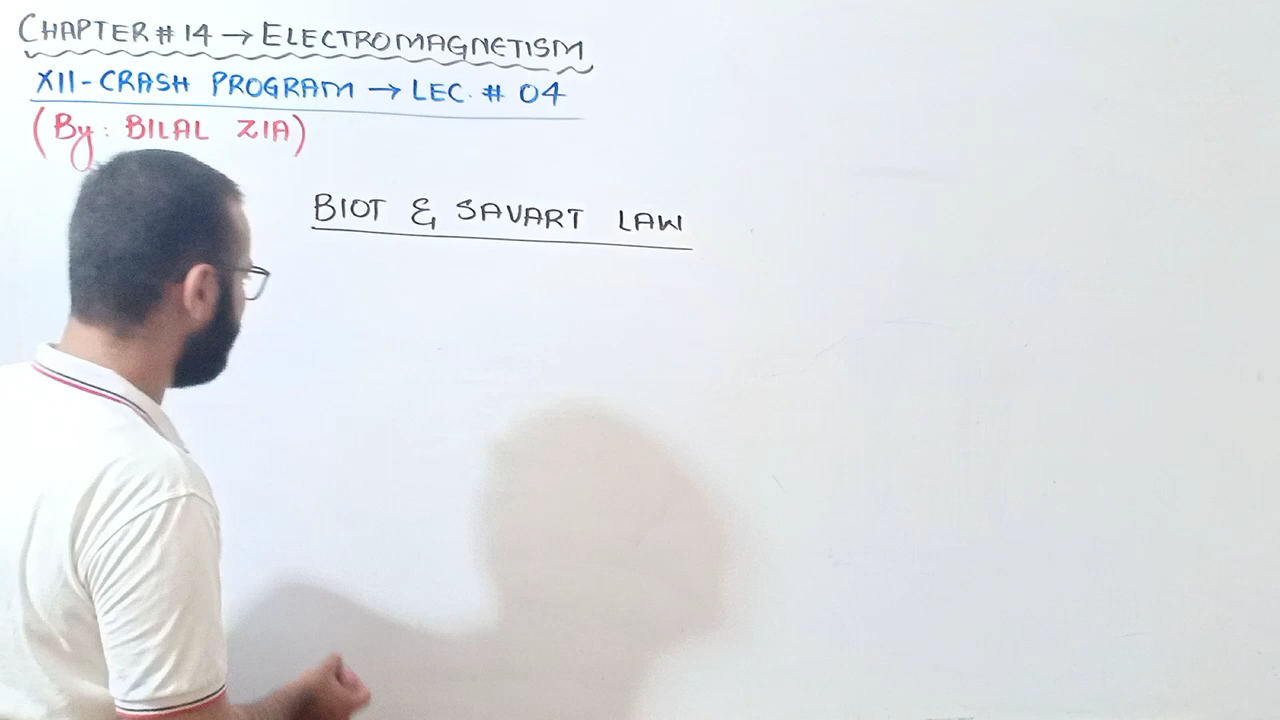 CHAPTER # 14 → ELECTROMAGNETISM
XII - CRASH PROGRAM → LEC. # 04
(By: BILAL ZIA)
BIOT & SAVART LAW